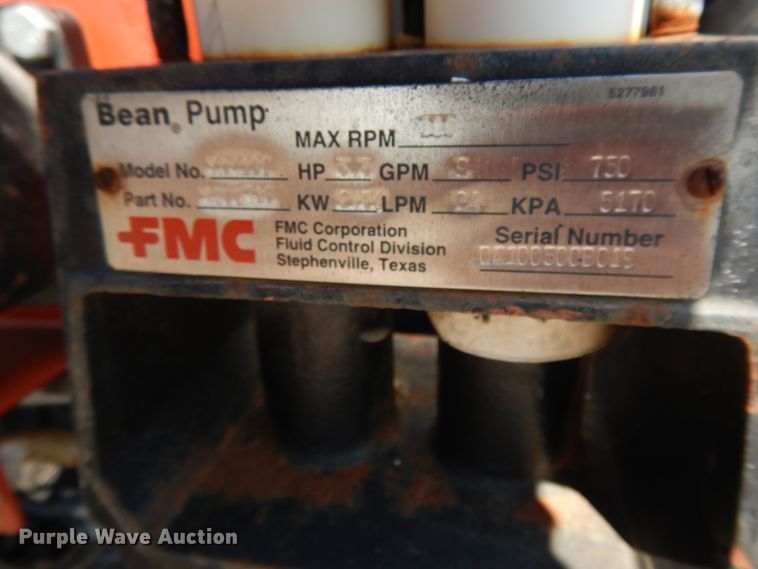 Bean® Pump
5277981
MAX RPM
Model No. HP GPM PSI 750
Part No. KW LPM KPA 5170
FMC
FMC Corporation
Fluid Control Division
Stephenville, Texas
Serial Number
Purple Wave Auction